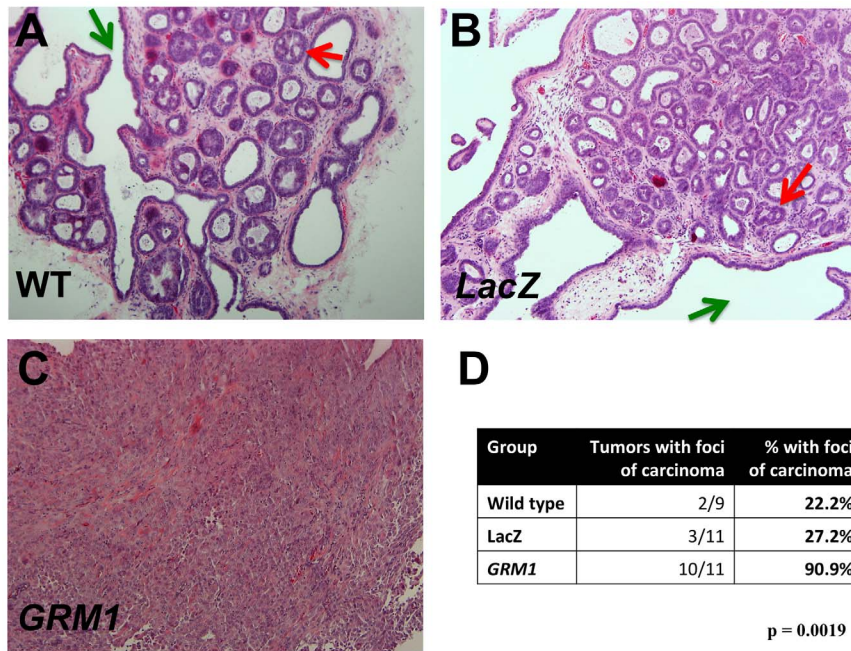 A
WT
B
LacZ
C
GRM1
D
Group Tumors with foci of carcinoma % with foci of carcinoma
Wild type 2/9 22.2%
LacZ 3/11 27.2%
GRM1 10/11 90.9%
p = 0.0019